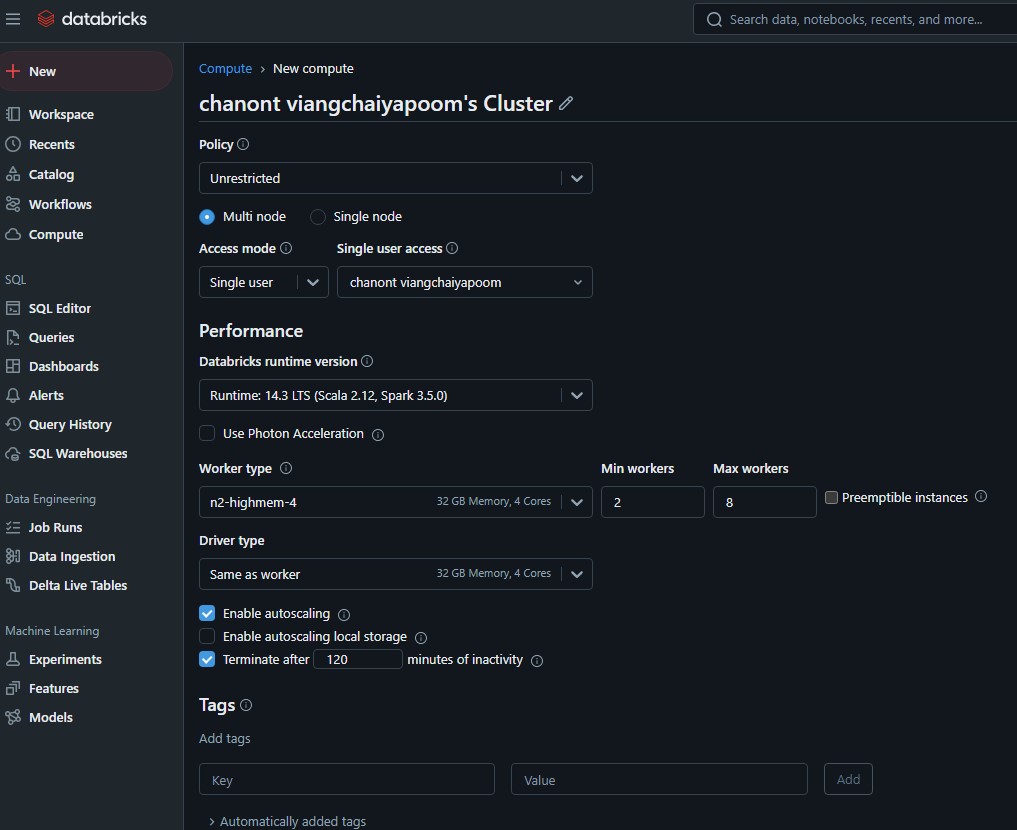 databricks
Search data, notebooks, recents, and more...
New
Workspace
Recents
Catalog
Workflows
Compute
SQL
SQL Editor
Queries
Dashboards
Alerts
Query History
SQL Warehouses
Data Engineering
Job Runs
Data Ingestion
Delta Live Tables
Machine Learning
Experiments
Features
Models
Compute › New compute
chanont viangchaiyapoom's Cluster
Policy
Unrestricted
Multi node Single node
Access mode Single user access
Single user chanont viangchaiyapoom
Performance
Databricks runtime version
Runtime: 14.3 LTS (Scala 2.12, Spark 3.5.0)
Use Photon Acceleration
Worker type Min workers Max workers
n2-highmem-4 32 GB Memory, 4 Cores 2 8 Preemptible instances
Driver type
Same as worker 32 GB Memory, 4 Cores
Enable autoscaling
Enable autoscaling local storage
Terminate after 120 minutes of inactivity
Tags
Add tags
Key Value Add
Automatically added tags